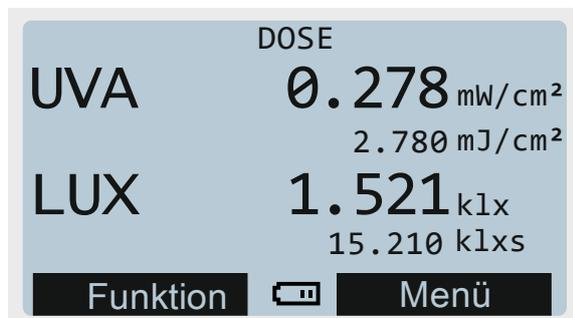 DOSE
UVA 0.278 mW/cm²
2.780 mJ/cm²
LUX 1.521 klx
15.210 klxs
Funktion Menü